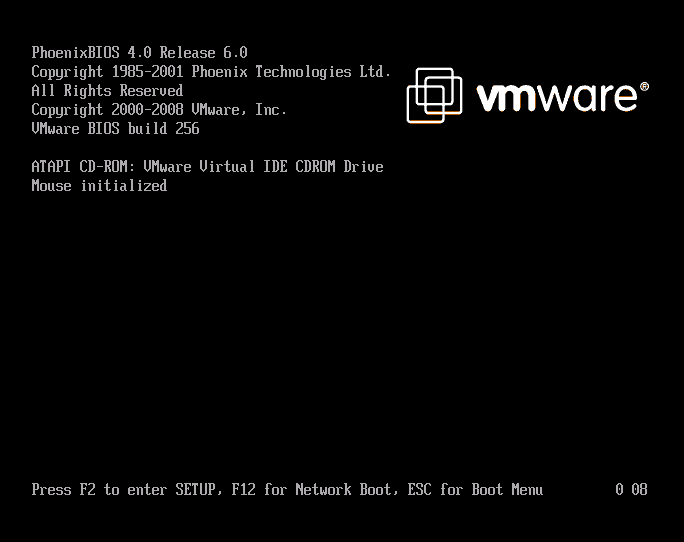 PhoenixBIOS 4.0 Release 6.0
Copyright 1985-2001 Phoenix Technologies Ltd.
All Rights Reserved
Copyright 2000-2008 VMware, Inc.
VMware BIOS build 256
vmware®
ATAPI CD-ROM: VMware Virtual IDE CDROM Drive
Mouse initialized
Press F2 to enter SETUP, F12 for Network Boot, ESC for Boot Menu 0 08